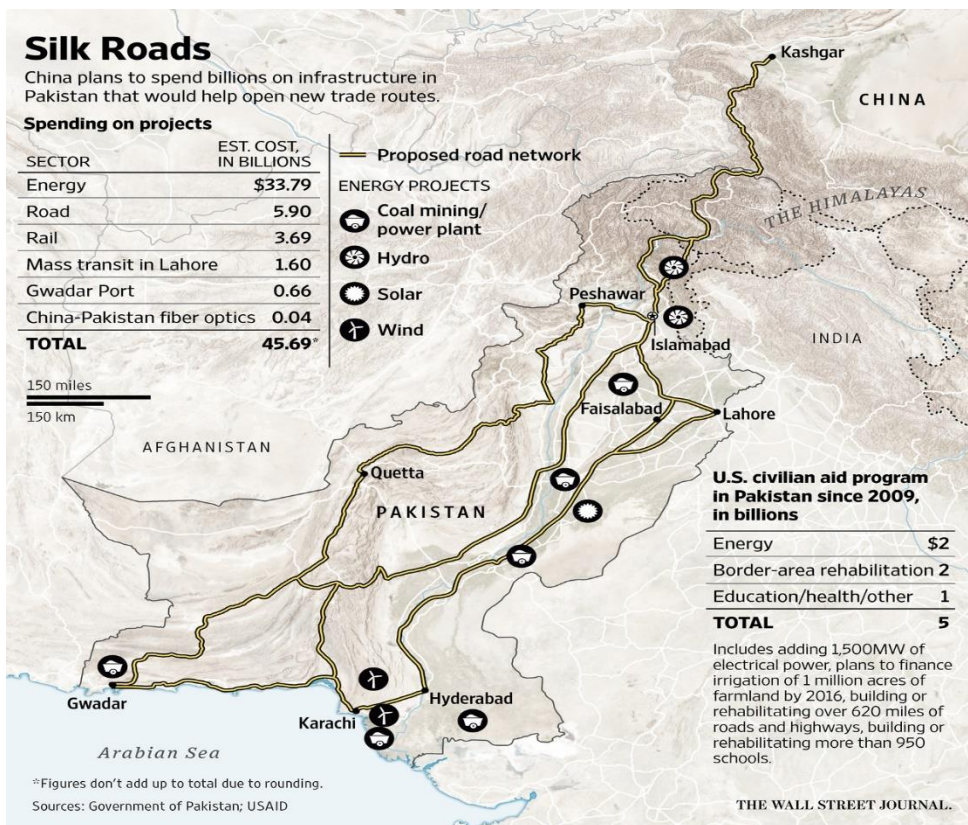 Silk Roads
China plans to spend billions on infrastructure in
Pakistan that would help open new trade routes.
Spending on projects
SECTOR EST. COST, IN BILLIONS
Energy $33.79
Road 5.90
Rail 3.69
Mass transit in Lahore 1.60
Gwadar Port 0.66
China-Pakistan fiber optics 0.04
TOTAL 45.69*
150 miles
150 km
Proposed road network
ENERGY PROJECTS
Coal mining/
power plant
Hydro
Solar
Wind
Kashgar
CHINA
THE HIMALAYAS
Peshawar
Islamabad
INDIA
Faisalabad
Lahore
AFGHANISTAN
Quetta
PAKISTAN
Gwadar
Karachi
Hyderabad
Arabian Sea
U.S. civilian aid program
in Pakistan since 2009,
in billions
Energy $2
Border-area rehabilitation 2
Education/health/other 1
TOTAL 5
Includes adding 1,500MW of
electrical power, plans to finance
irrigation of 1 million acres of
farmland by 2016, building or
rehabilitating over 620 miles of
roads and highways, building or
rehabilitating more than 950
schools.
*Figures don’t add up to total due to rounding.
Sources: Government of Pakistan; USAID
THE WALL STREET JOURNAL.